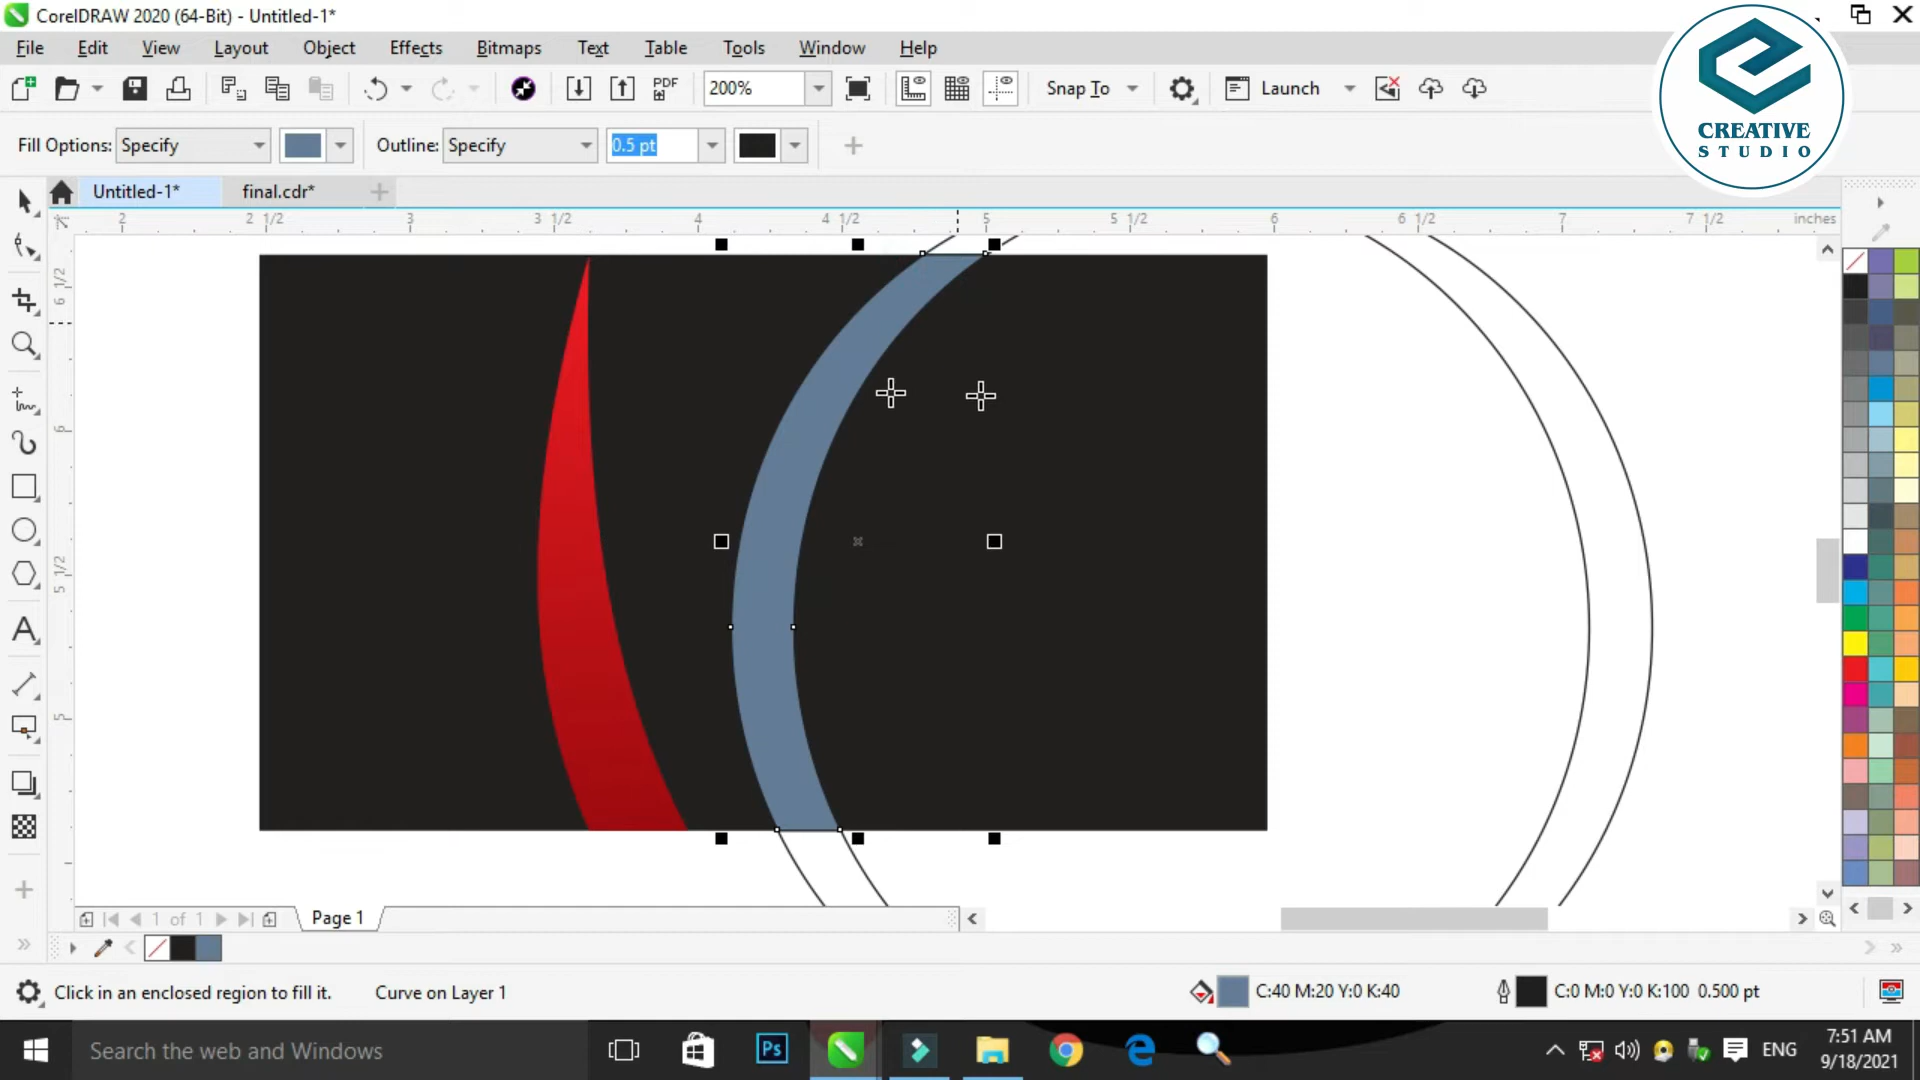 CorelDRAW 2020 (64-Bit) - Untitled-1*
File Edit View Layout Object Effects Bitmaps Text Table Tools Window Help
PDF 200% Snap To Launch
CREATIVE
STUDIO
Fill Options: Specify Outline: Specify 0.5 pt
Untitled-1* final.cdr*
2 2 1/2 3 3 1/2 4 4 1/2 5 5 1/2 6 6 1/2 7 7 1/2 inches
6 1/2
6
5 1/2
5
A
1 of 1 Page 1
Click in an enclosed region to fill it. Curve on Layer 1 C:40 M:20 Y:0 K:40 C:0 M:0 Y:0 K:100 0.500 pt
Search the web and Windows Ps ENG 7:51 AM
9/18/2021